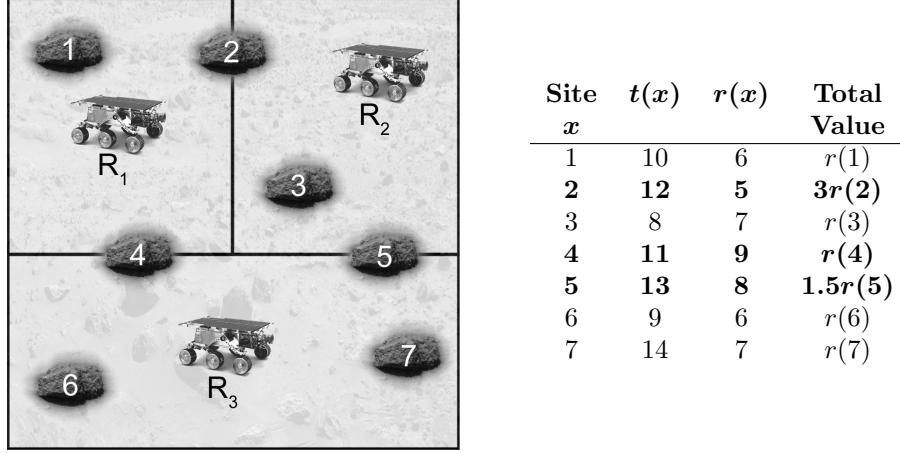 1
2
R₂
R₁
3
4
5
R₃
7
6
Site x t(x) r(x) Total Value
1 10 6 r(1)
2 12 5 3r(2)
3 8 7 r(3)
4 11 9 r(4)
5 13 8 1.5r(5)
6 9 6 r(6)
7 14 7 r(7)